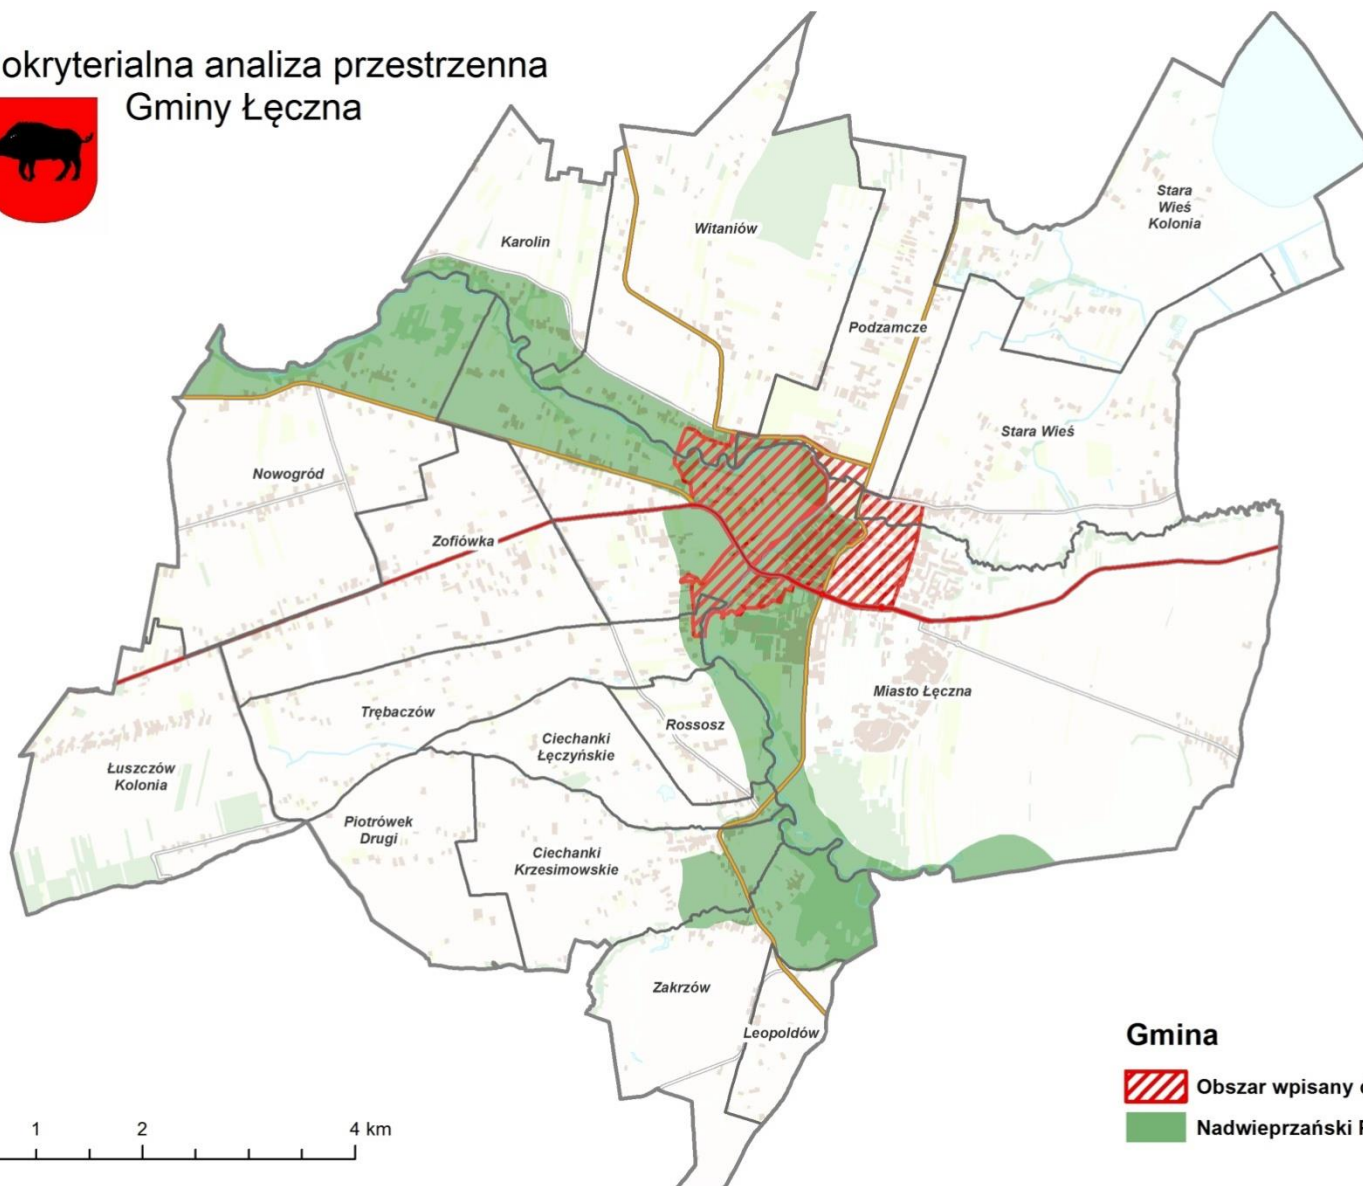 okryterialna analiza przestrzenna
Gminy Łęczna
Stara
Wieś
Kolonia
Witaniów
Karolin
Podzamcze
Stara Wieś
Nowogród
Zofiówka
Miasto Łęczna
Trębaczów
Rossosz
Ciechanki
Łęczyńskie
Łuszczów
Kolonia
Piotrówek
Drugi
Ciechanki
Krzesimowskie
Zakrzów
Leopoldów
Gmina
Obszar wpisany
Nadwieprzański
1 2 4 km